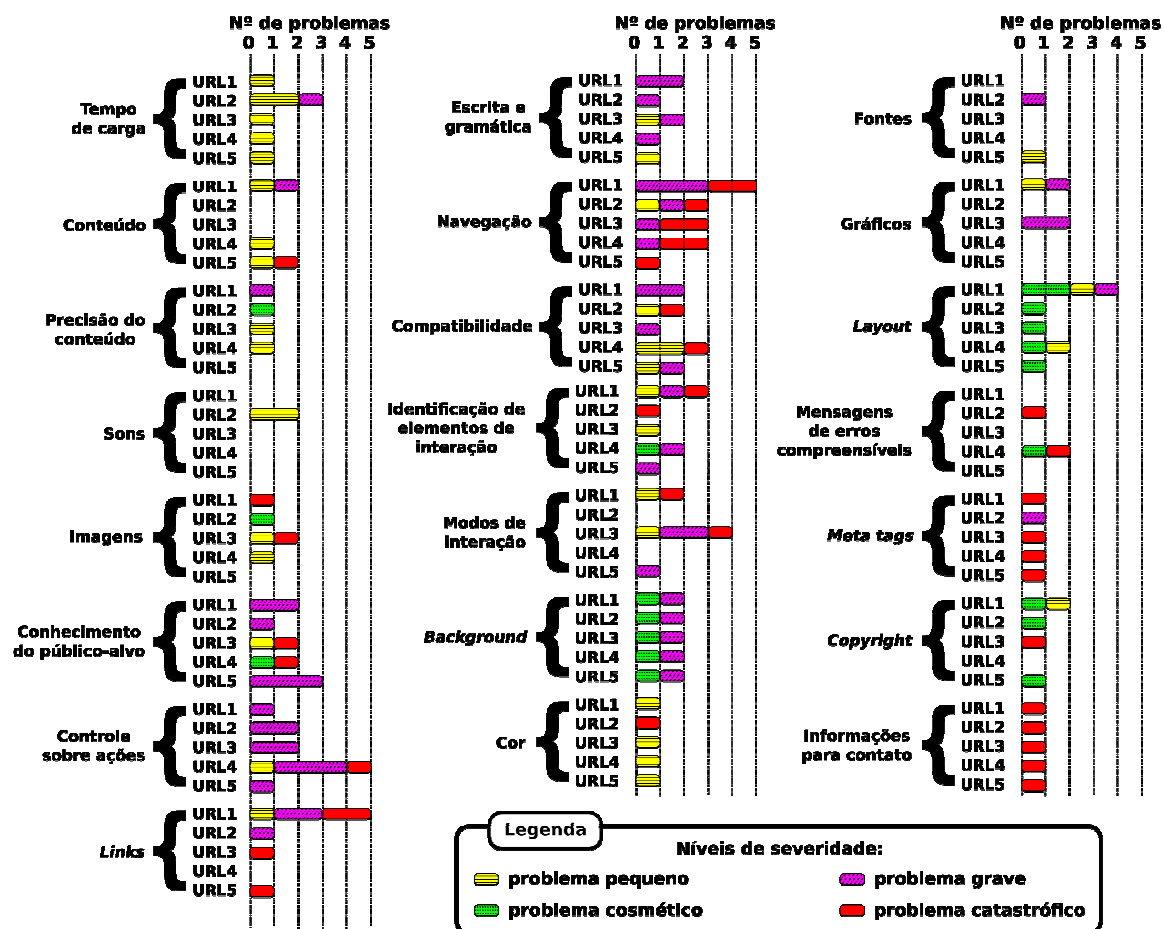 Nº de problemas
0 1 2 3 4 5
Tempo
de carga
URL1
URL2
URL3
URL4
URL5
Conteúdo
URL1
URL2
URL3
URL4
URL5
Precisão do
conteúdo
URL1
URL2
URL3
URL4
URL5
Sons
URL1
URL2
URL3
URL4
URL5
Imagens
URL1
URL2
URL3
URL4
URL5
Conhecimento
do público-alvo
URL1
URL2
URL3
URL4
URL5
Controle
sobre ações
URL1
URL2
URL3
URL4
URL5
Links
URL1
URL2
URL3
URL4
URL5
Nº de problemas
0 1 2 3 4 5
Escrita e
gramática
URL1
URL2
URL3
URL4
URL5
Navegação
URL1
URL2
URL3
URL4
URL5
Compatibilidade
URL1
URL2
URL3
URL4
URL5
Identificação de
elementos de
interação
URL1
URL2
URL3
URL4
URL5
Modos de
interação
URL1
URL2
URL3
URL4
URL5
Background
URL1
URL2
URL3
URL4
URL5
Cor
URL1
URL2
URL3
URL4
URL5
Nº de problemas
0 1 2 3 4 5
Fontes
URL1
URL2
URL3
URL4
URL5
Gráficos
URL1
URL2
URL3
URL4
URL5
Layout
URL1
URL2
URL3
URL4
URL5
Mensagens
de erros
compreensíveis
URL1
URL2
URL3
URL4
URL5
Meta tags
URL1
URL2
URL3
URL4
URL5
Copyright
URL1
URL2
URL3
URL4
URL5
Informações
para contato
URL1
URL2
URL3
URL4
URL5
Legenda
Níveis de severidade:
problema pequeno
problema grave
problema cosmético
problema catastrófico